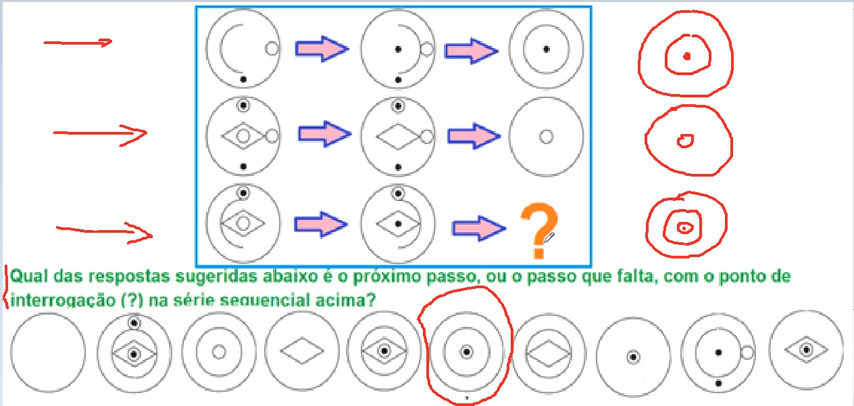 ?
Qual das respostas sugeridas abaixo é o próximo passo, ou o passo que falta, com o ponto de
interrogação (?) na série sequencial acima?